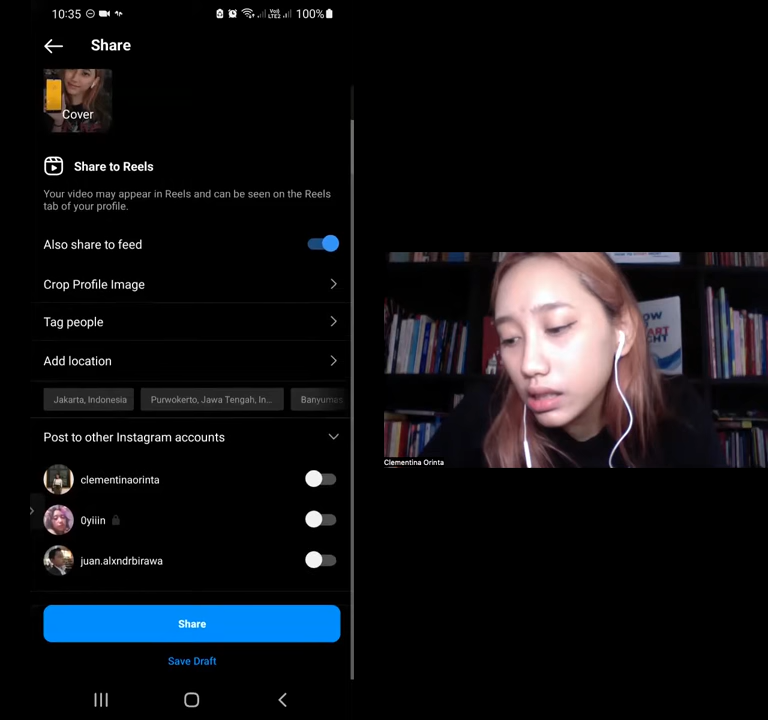 10:35
Vo5 LTE2 100%
Share
Cover
Share to Reels
Your video may appear in Reels and can be seen on the Reels
tab of your profile.
Also share to feed
Crop Profile Image
Tag people
Add location
Jakarta, Indonesia Purwokerto, Jawa Tengah, In... Banyumas
Post to other Instagram accounts
clementinaorinta
0yiiin
juan.alxndrbirawa
Share
Save Draft
Clementina Orinta